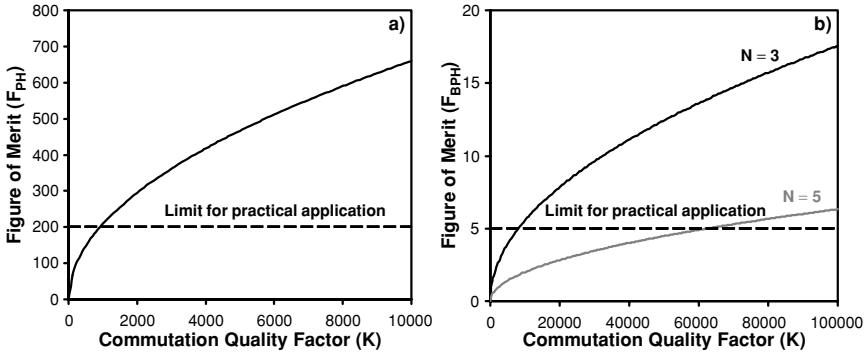 a)
Figure of Merit (F_PH)
800
700
600
500
400
300
200
100
0
Limit for practical application
0 2000 4000 6000 8000 10000
Commutation Quality Factor (K)
b)
Figure of Merit (F_BPH)
20
15
10
5
0
N = 3
N = 5
Limit for practical application
0 20000 40000 60000 80000 100000
Commutation Quality Factor (K)